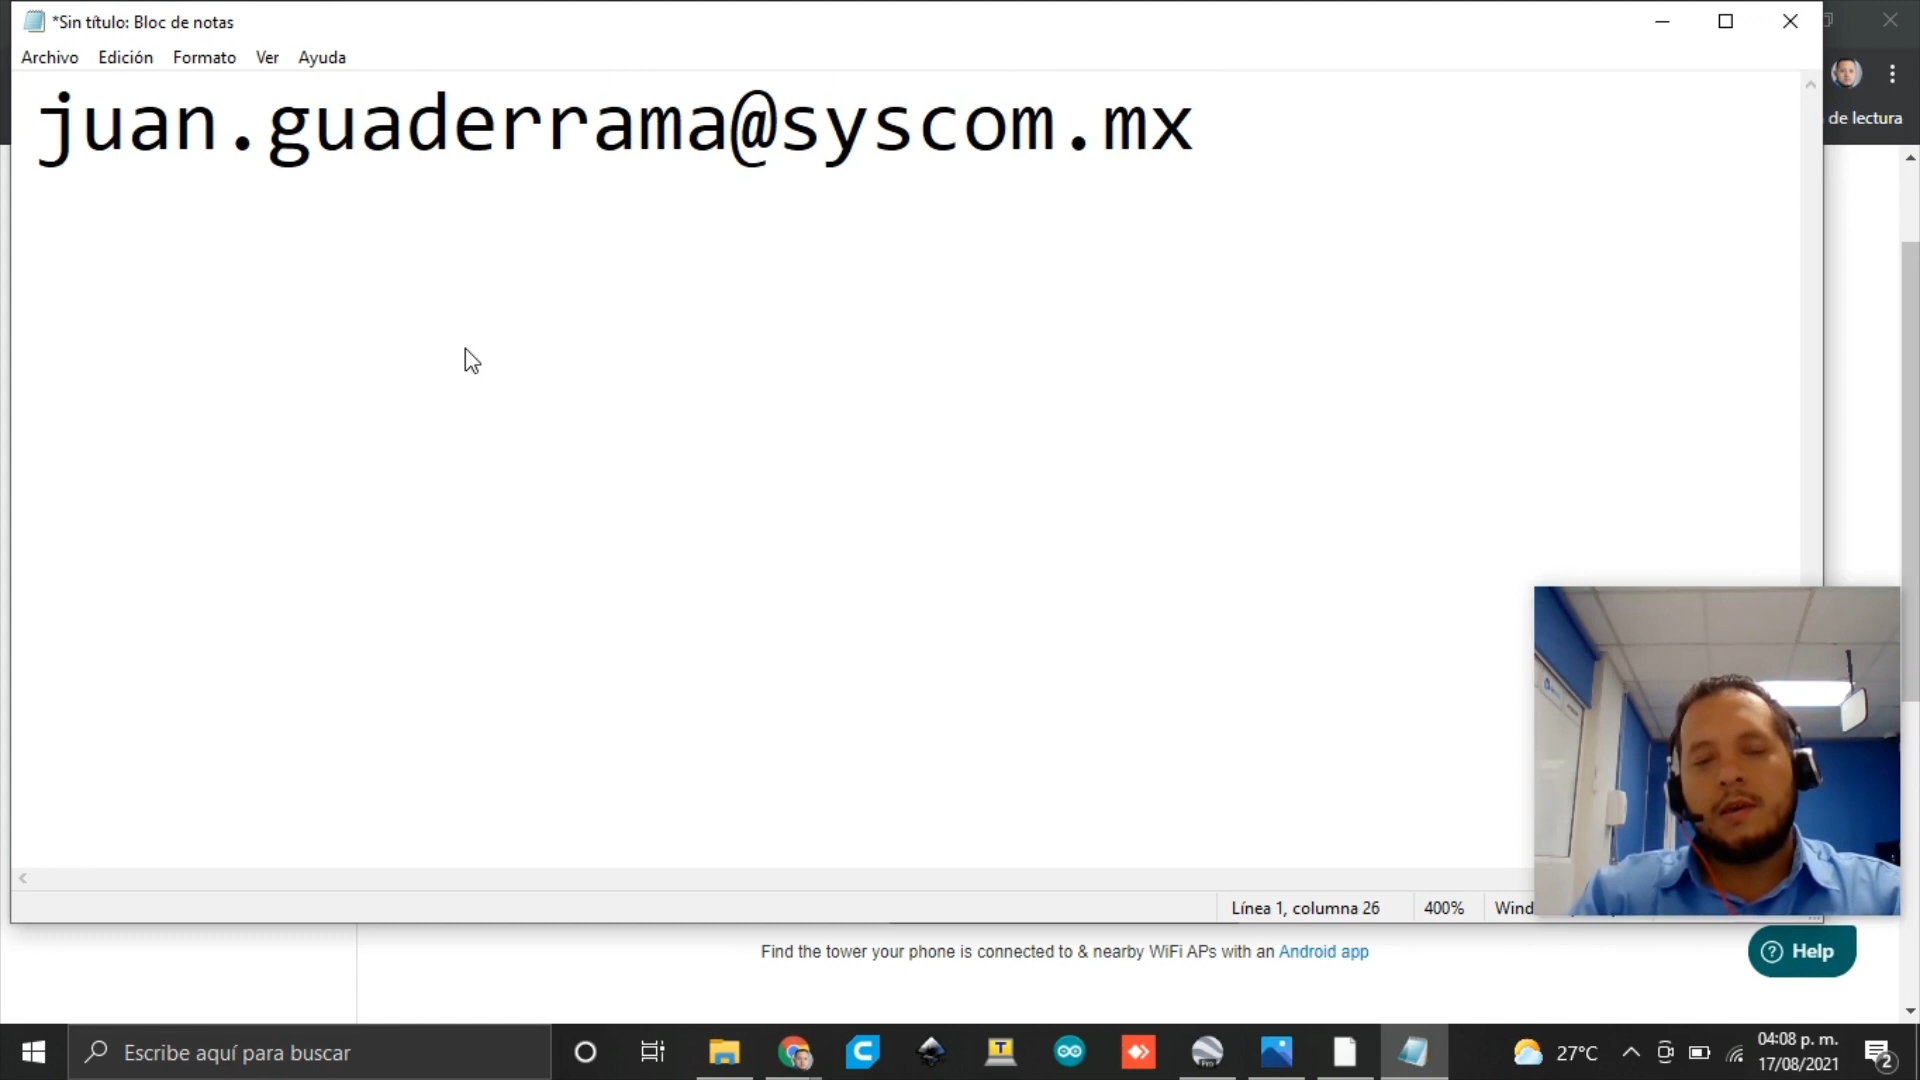 *Sin título: Bloc de notas
Archivo Edición Formato Ver Ayuda
juan.guaderrama@syscom.mx
de lectura
Línea 1, columna 26 400% Wind
Find the tower your phone is connected to & nearby WiFi APs with an Android app
Help
Escribe aquí para buscar
27°C
04:08 p. m.
17/08/2021
2